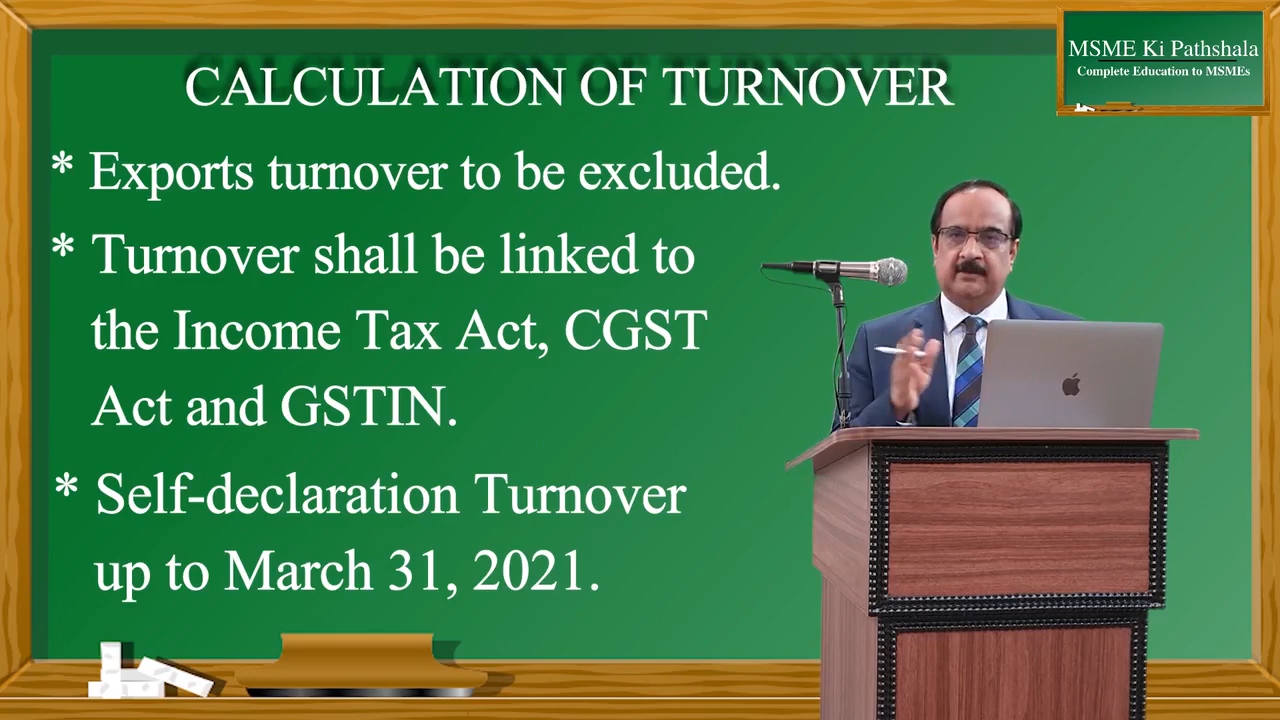 MSME Ki Pathshala
Complete Education to MSMEs
CALCULATION OF TURNOVER
* Exports turnover to be excluded.
* Turnover shall be linked to
the Income Tax Act, CGST
Act and GSTIN.
* Self-declaration Turnover
up to March 31, 2021.